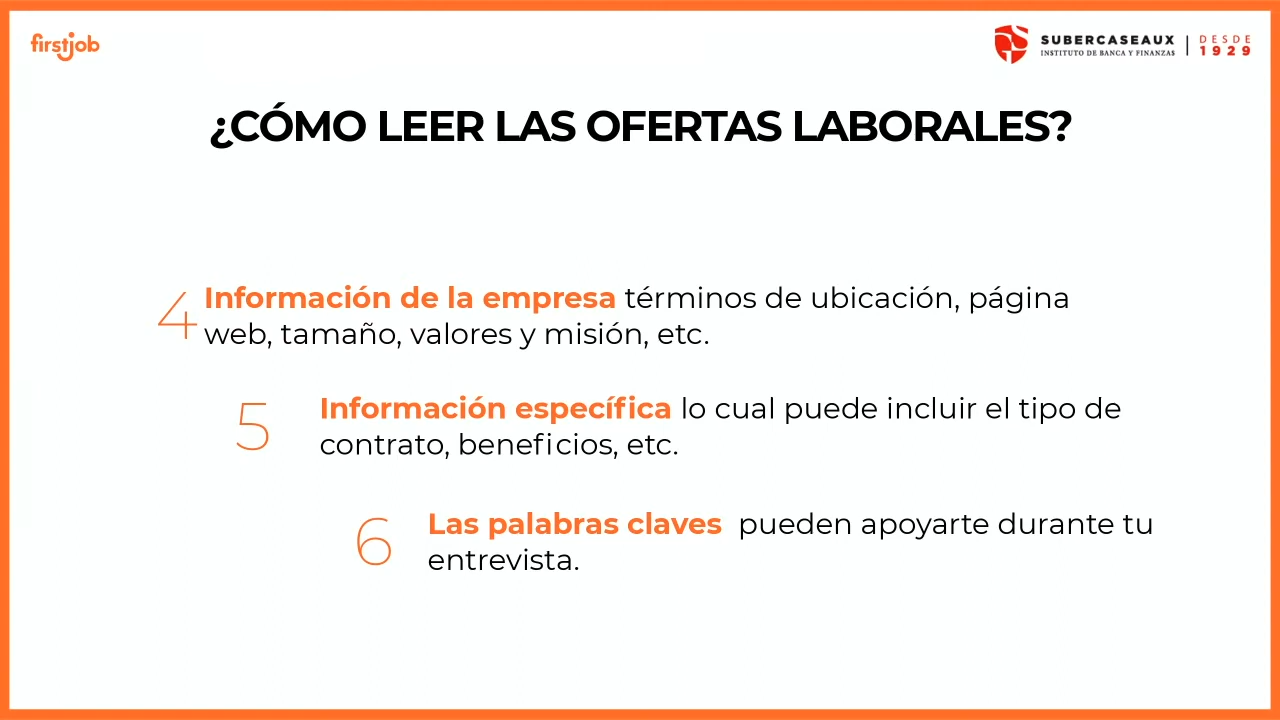 firstjob
SUBERCASEAUX
INSTITUTO DE BANCA Y FINANZAS
DESDE
1929
¿CÓMO LEER LAS OFERTAS LABORALES?
4
Información de la empresa términos de ubicación, página
web, tamaño, valores y misión, etc.
5
Información específica lo cual puede incluir el tipo de
contrato, beneficios, etc.
6
Las palabras claves pueden apoyarte durante tu
entrevista.